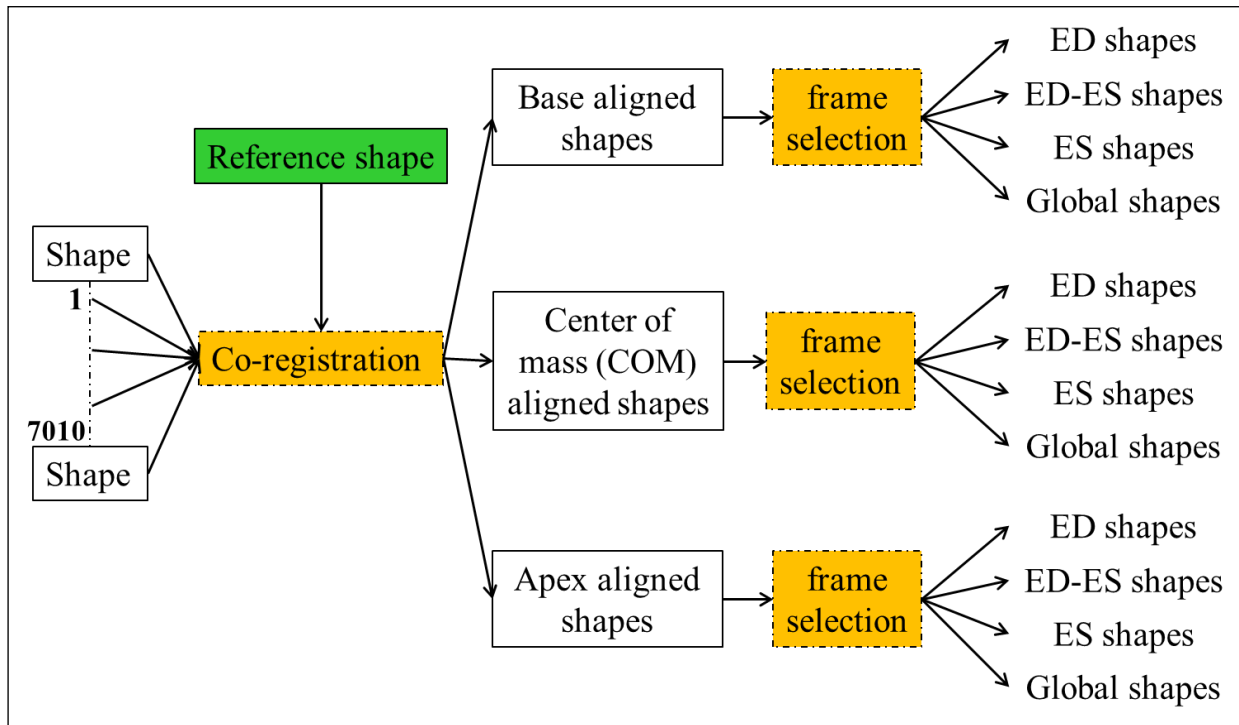 Shape
1
7010
Shape
Reference shape
Co-registration
Base aligned
shapes
frame
selection
ED shapes
ED-ES shapes
ES shapes
Global shapes
Center of
mass (COM)
aligned shapes
frame
selection
ED shapes
ED-ES shapes
ES shapes
Global shapes
Apex aligned
shapes
frame
selection
ED shapes
ED-ES shapes
ES shapes
Global shapes